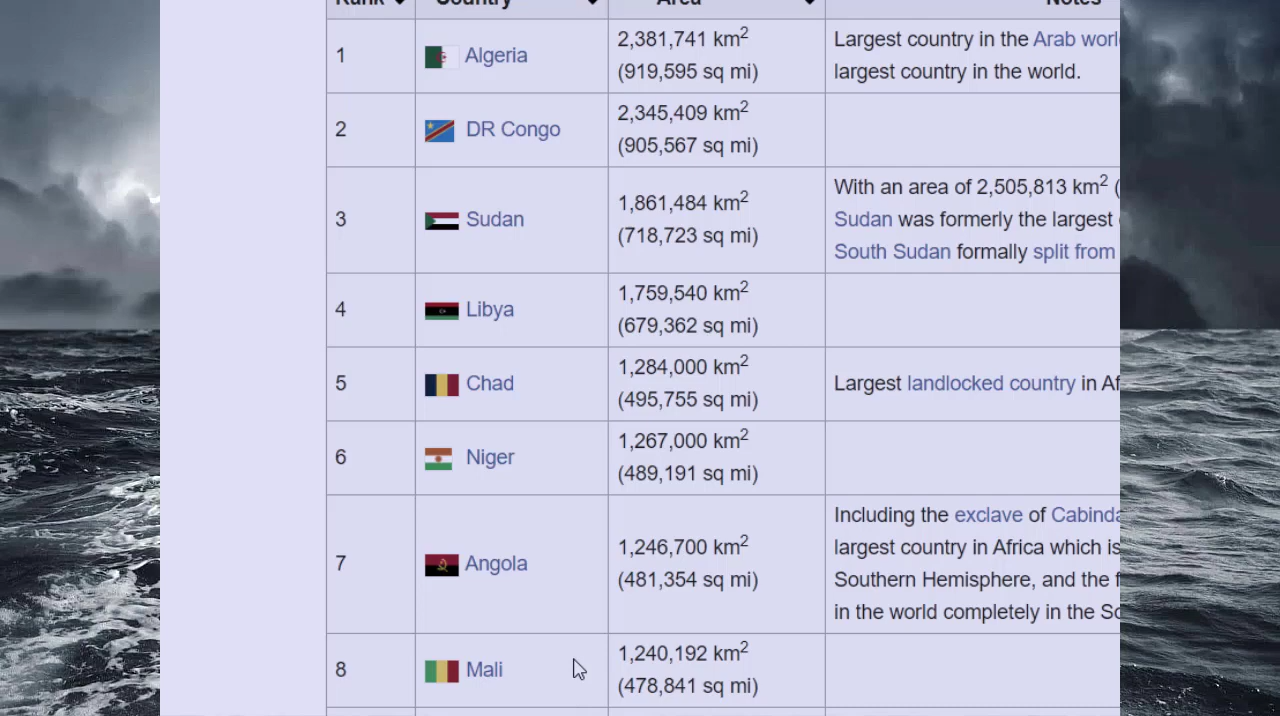 Rank Country Area Notes
1 Algeria 2,381,741 km2 (919,595 sq mi) Largest country in the Arab
largest country in the world.
2 DR Congo 2,345,409 km2 (905,567 sq mi)
3 Sudan 1,861,484 km2 (718,723 sq mi) With an area of 2,505,813 km2 (
Sudan was formerly the largest
South Sudan formally split from
4 Libya 1,759,540 km2 (679,362 sq mi)
5 Chad 1,284,000 km2 (495,755 sq mi) Largest landlocked country in
6 Niger 1,267,000 km2 (489,191 sq mi)
7 Angola 1,246,700 km2 (481,354 sq mi) Including the exclave of Cabinda
largest country in Africa which is
Southern Hemisphere, and the
in the world completely in the
8 Mali 1,240,192 km2 (478,841 sq mi)